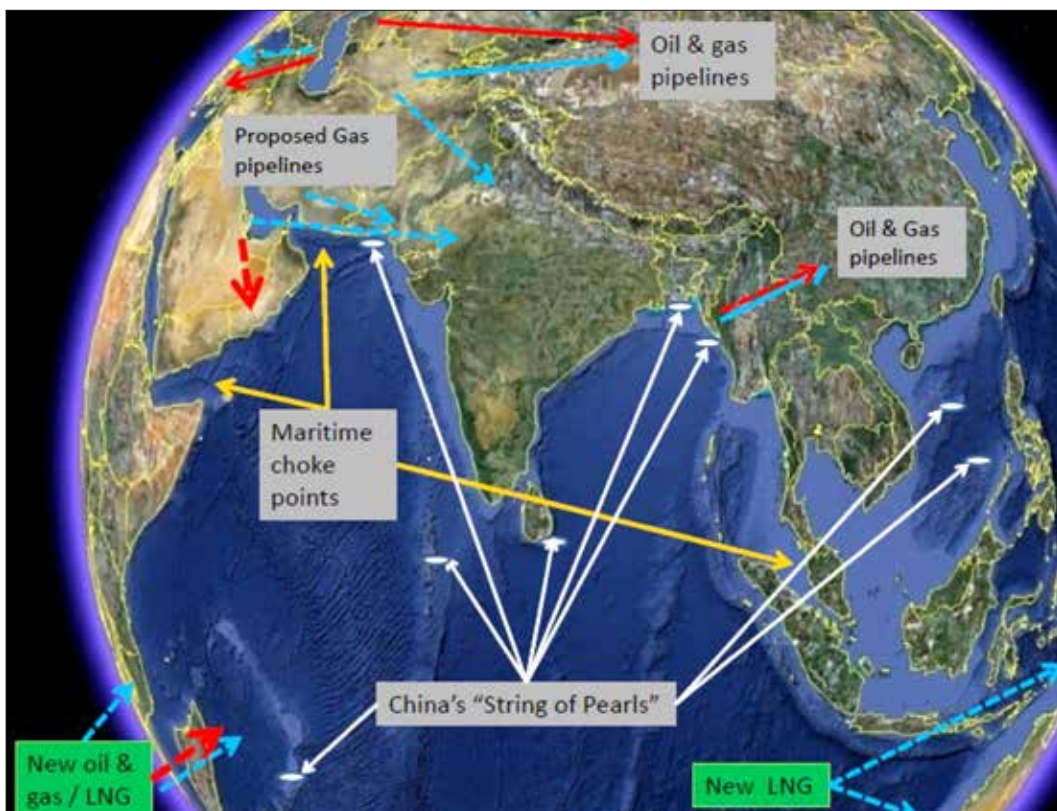 Oil & gas
pipelines
Proposed Gas
pipelines
Oil & Gas
pipelines
Maritime
choke
points
China's “String of Pearls”
New oil &
gas / LNG
New LNG